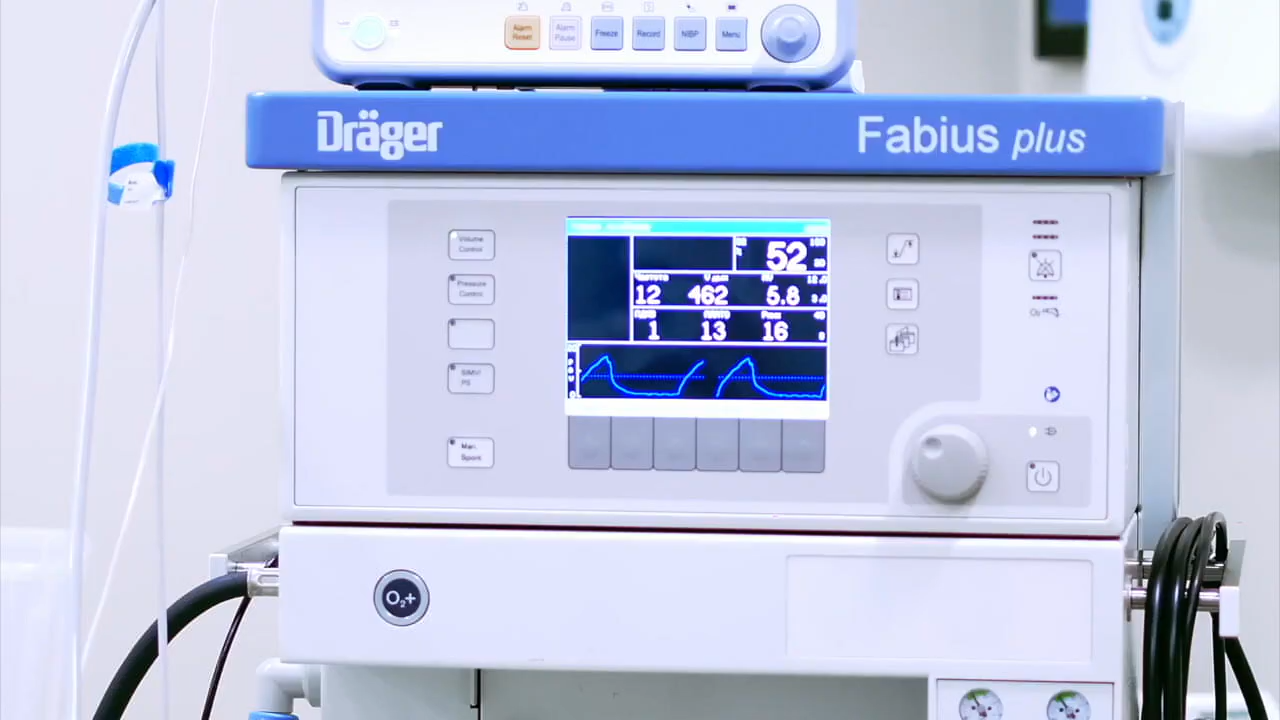 Alarm
Reset
Alarm
Pause
Freeze
Record
NIBP
Menu
Dräger
Fabius plus
Volume
Control
Pressure
Control
SIMV/
PS
Man.
Spont
52
12 462 5.8
1 13 16
O₂
O₂+